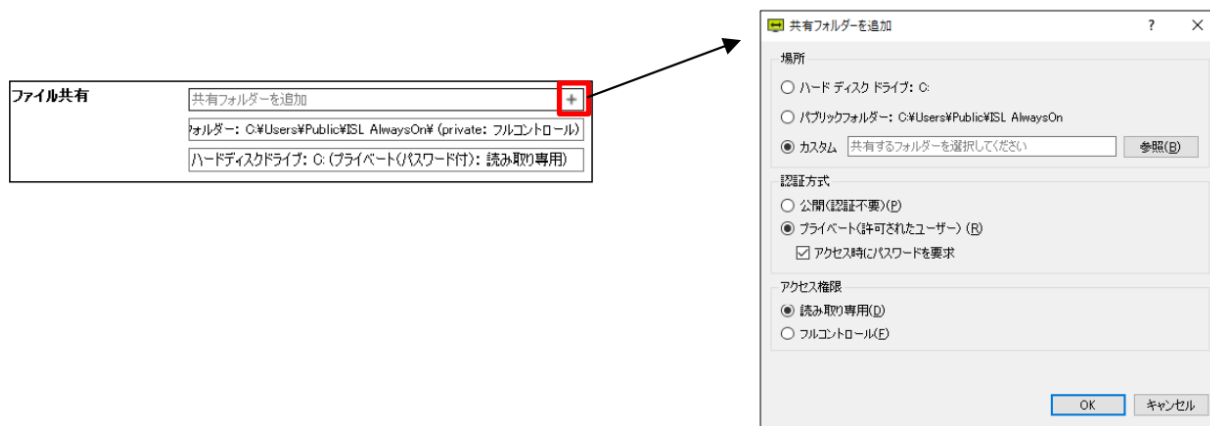 ファイル共有
共有フォルダーを追加 +
フォルダー: C:¥Users¥Public¥ISL AlwaysOn¥ (private: フルコントロール)
ハードディスクドライブ: C: (プライベート(パスワード付): 読み取り専用)
共有フォルダーを追加 ? ×
場所
ハード ディスク ドライブ: C:
パブリックフォルダー: C:¥Users¥Public¥ISL AlwaysOn
カスタム 共有するフォルダーを選択してください 参照(B)
認証方式
公開(認証不要)(P)
プライベート(許可されたユーザー) (R)
アクセス時にパスワードを要求
アクセス権限
読み取り専用(D)
フルコントロール(F)
OK キャンセル